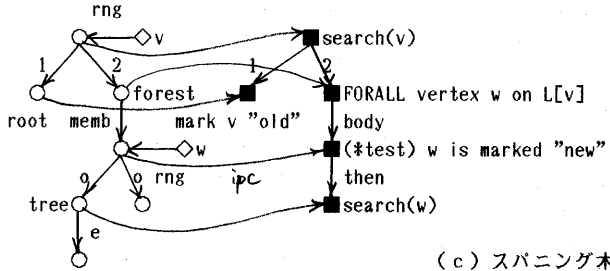 rng
v
search(v)
1 2 1 2
forest
FORALL vertex w on L[v]
root memb mark v "old"
body
w
(*test) w is marked "new"
o o rng ipc then
tree
search(w)
e
(c) スパニング木